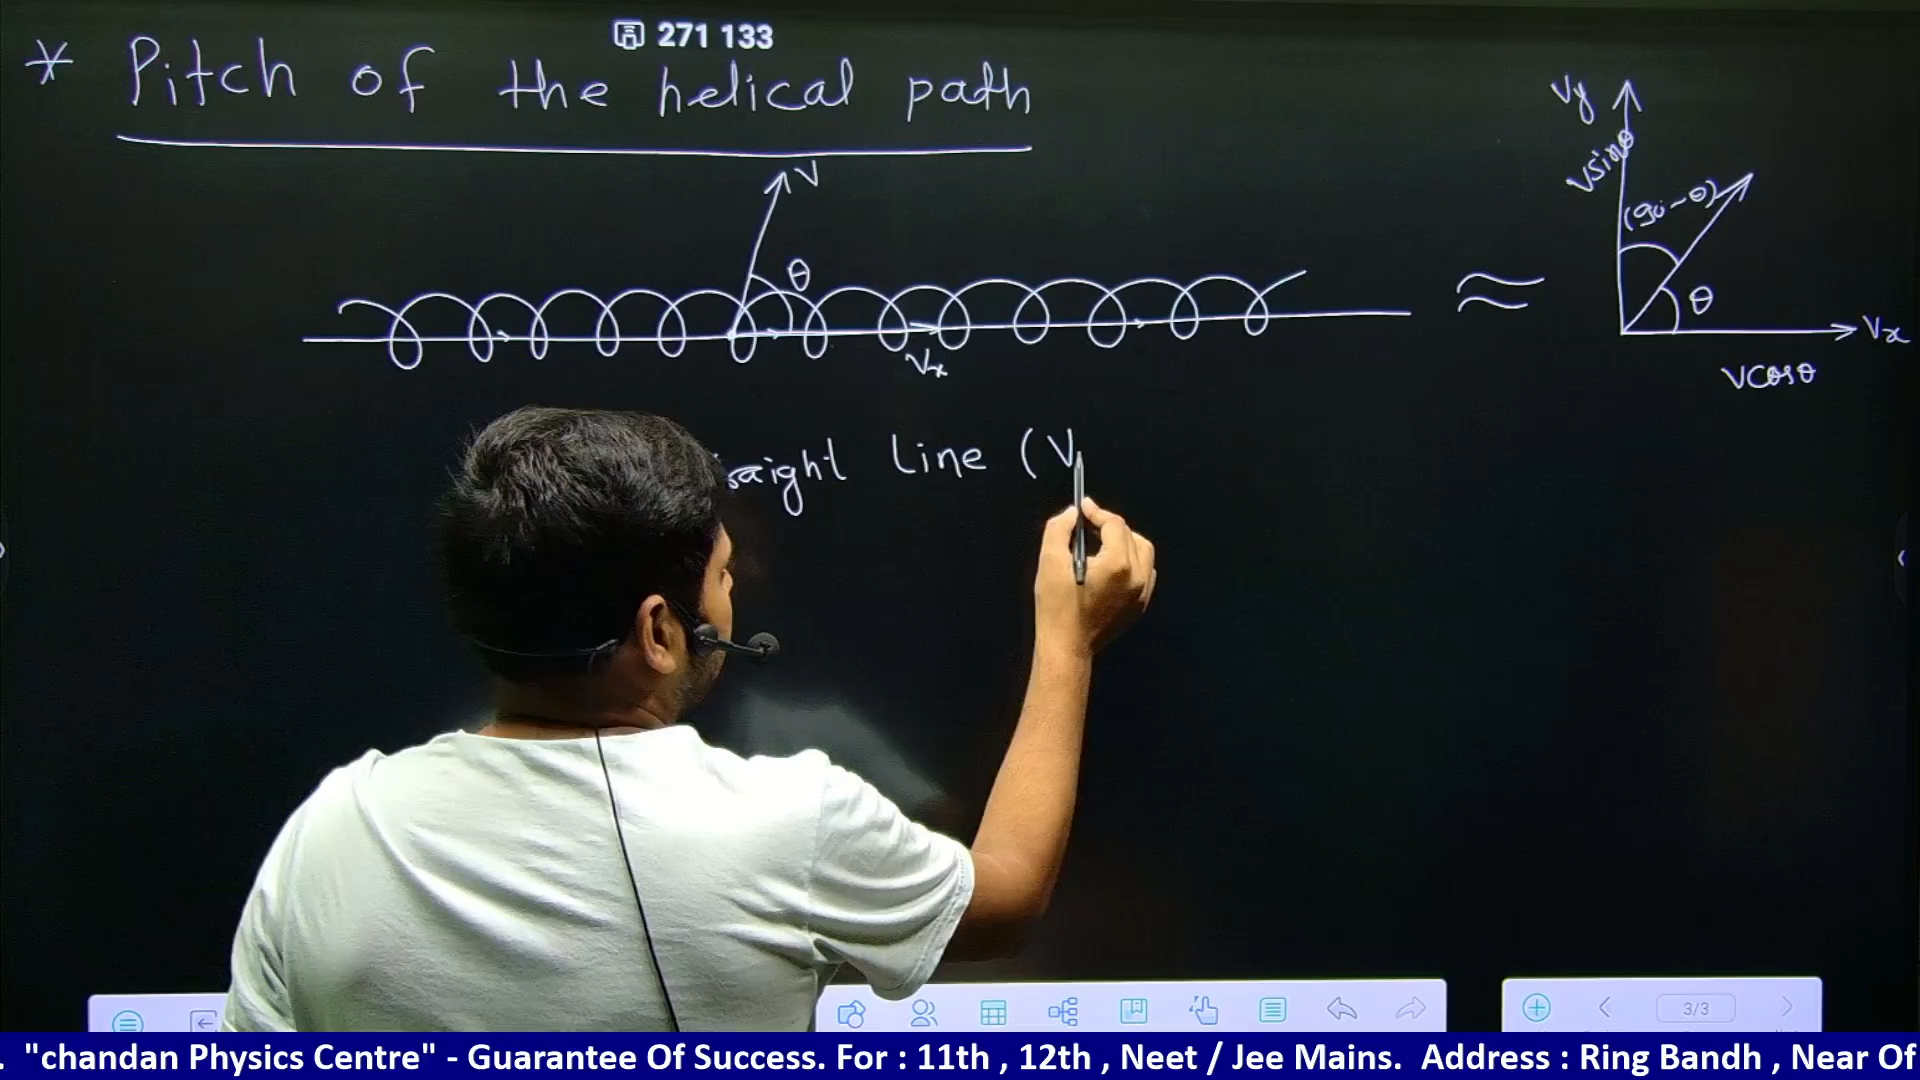 271 133
* Pitch of the helical path
V
θ
Vx
≈
Vy
Vsinθ
(90-θ)
θ
Vx
Vcosθ
line (V
3/3
. "chandan Physics Centre" - Guarantee Of Success. For : 11th , 12th , Neet / Jee Mains. Address : Ring Bandh , Near Of